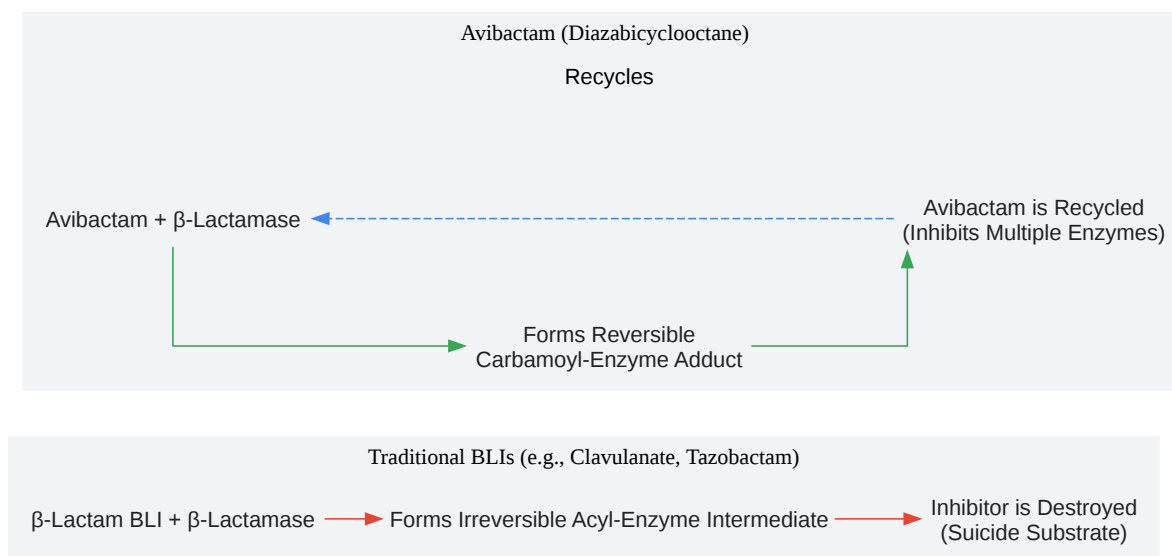 Avibactam (Diazabicyclooctane)
Recycles
Avibactam + β-Lactamase
Avibactam is Recycled
(Inhibits Multiple Enzymes)
Forms Reversible
Carbamoyl-Enzyme Adduct
Traditional BLIs (e.g., Clavulanate, Tazobactam)
β-Lactam BLI + β-Lactamase
Forms Irreversible Acyl-Enzyme Intermediate
Inhibitor is Destroyed
(Suicide Substrate)